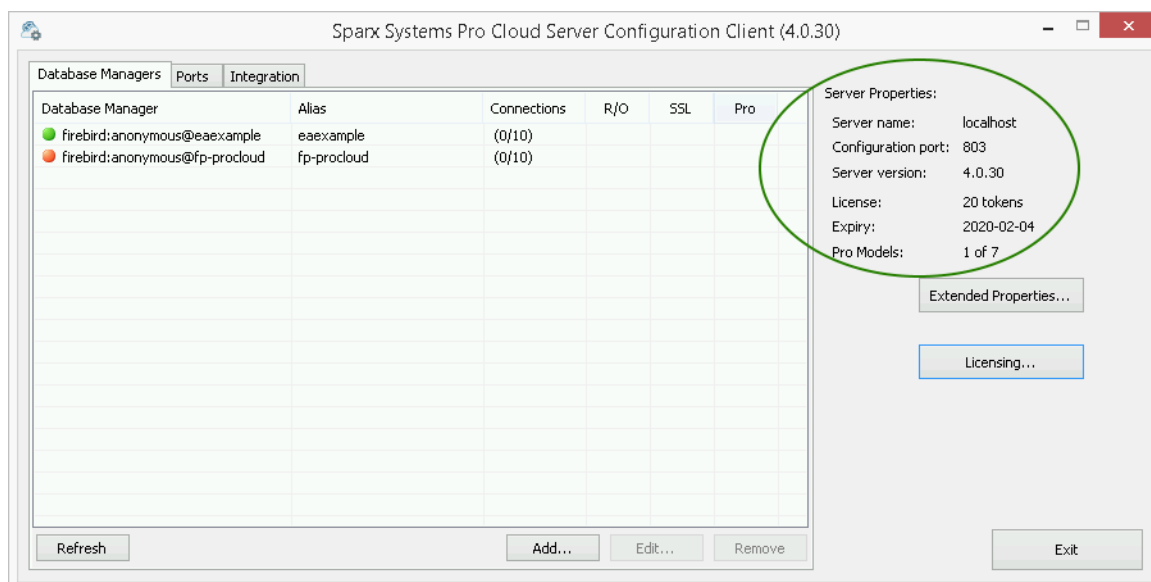 Sparx Systems Pro Cloud Server Configuration Client (4.0.30)
Database Managers Ports Integration
Database Manager Alias Connections R/O SSL Pro
firebird:anonymous@eaexample eaexample (0/10)
firebird:anonymous@fp-procloud fp-procloud (0/10)
Refresh Add... Edit... Remove
Server Properties:
Server name: localhost
Configuration port: 803
Server version: 4.0.30
License: 20 tokens
Expiry: 2020-02-04
Pro Models: 1 of 7
Extended Properties...
Licensing...
Exit